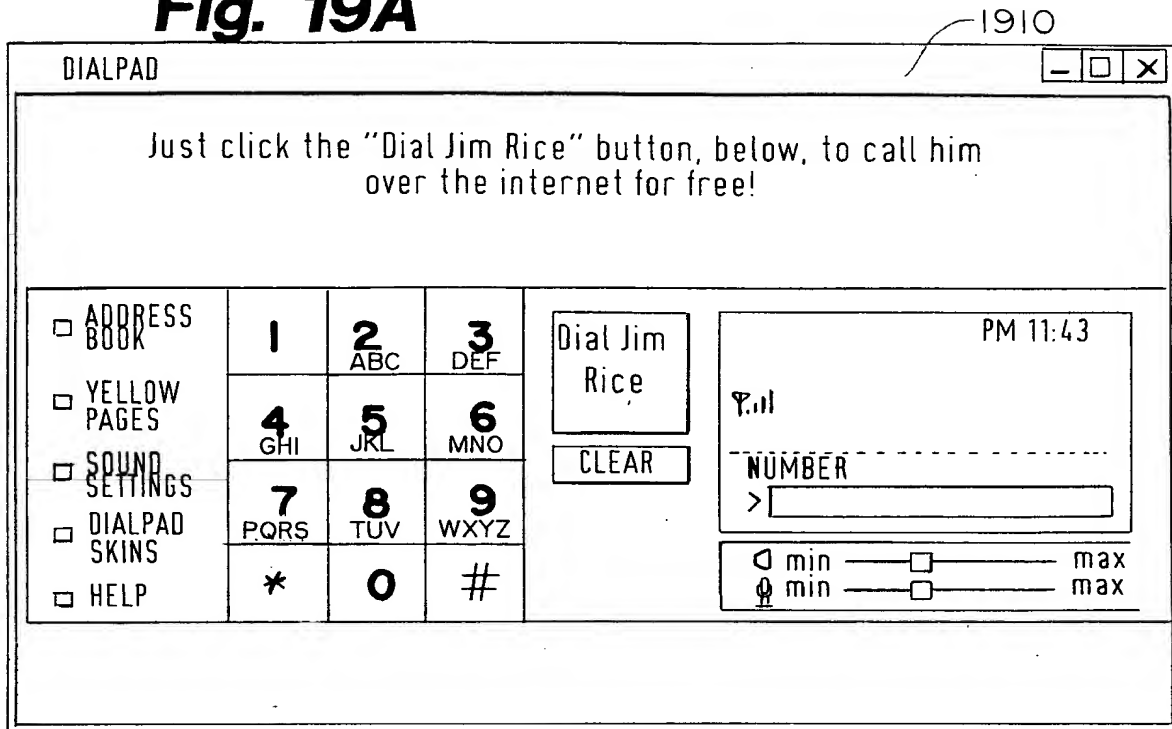 Fig. 19A
1910
DIALPAD
Just click the "Dial Jim Rice" button, below, to call him
over the internet for free!
ADDRESS
BOOK
YELLOW
PAGES
SOUND
SETTINGS
DIALPAD
SKINS
HELP
1
2
ABC
3
DEF
4
GHI
5
JKL
6
MNO
7
PQRS
8
TUV
9
WXYZ
*
0
#
Dial Jim
Rice
CLEAR
PM 11:43
NUMBER
>
min max
min max